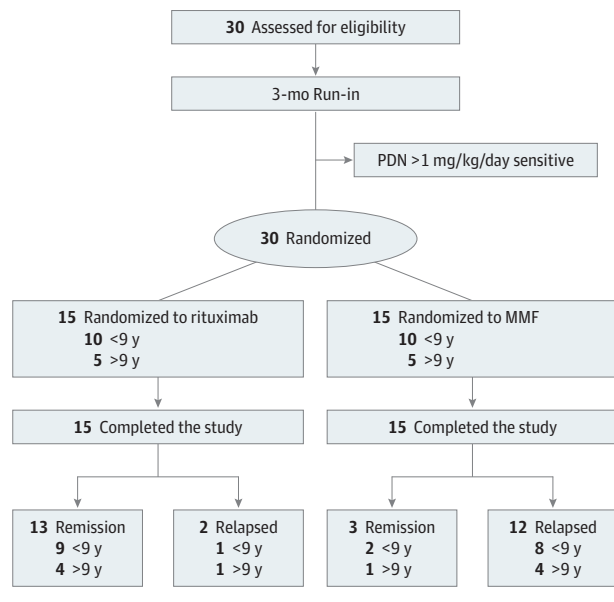 30 Assessed for eligibility
3-mo Run-in
PDN >1 mg/kg/day sensitive
30 Randomized
15 Randomized to rituximab
10 <9 y
5 >9 y
15 Randomized to MMF
10 <9 y
5 >9 y
15 Completed the study
15 Completed the study
13 Remission
9 <9 y
4 >9 y
2 Relapsed
1 <9 y
1 >9 y
3 Remission
2 <9 y
1 >9 y
12 Relapsed
8 <9 y
4 >9 y